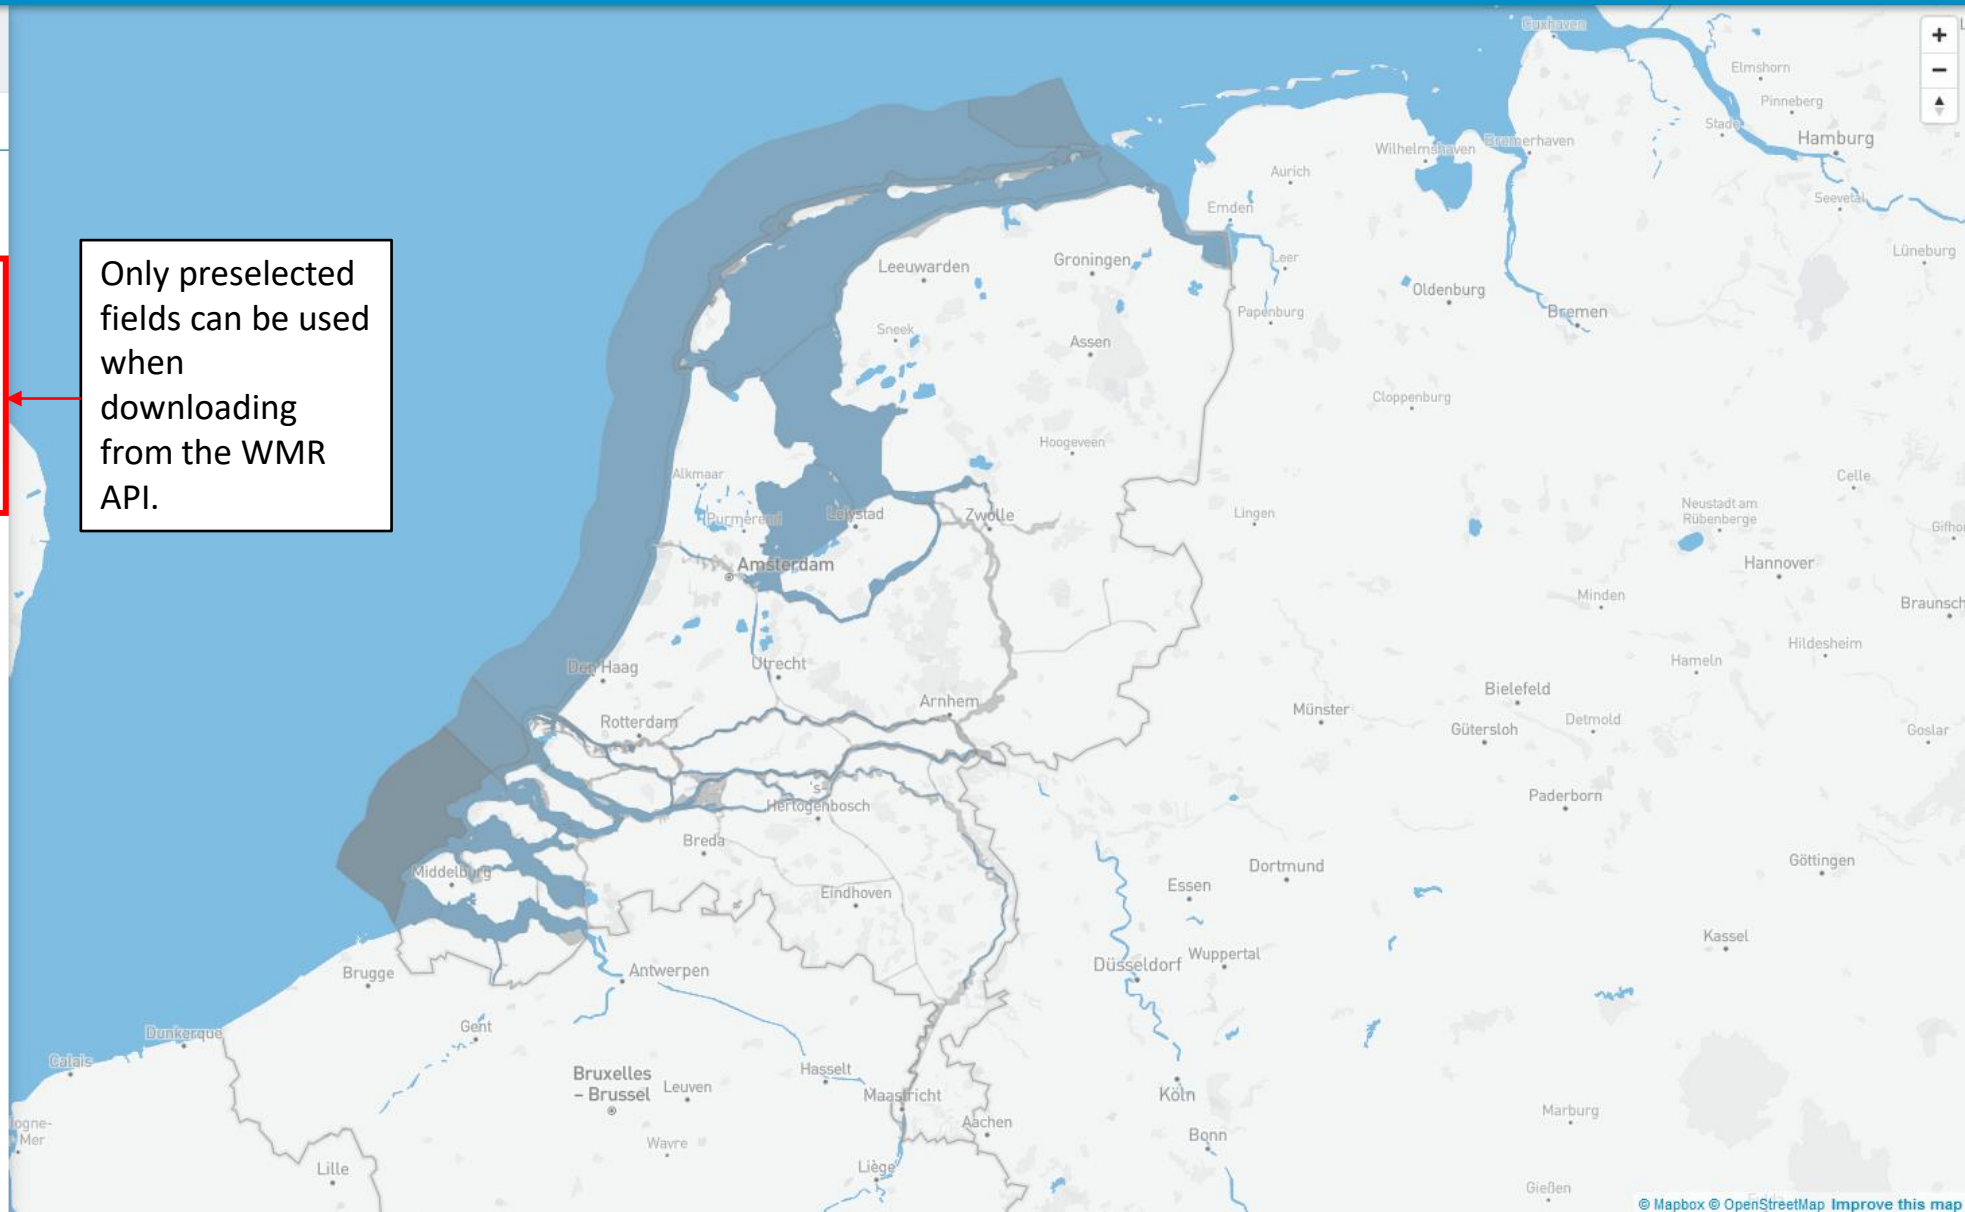 Cuxhaven
Elmshorn
Pinneberg
Stade
Hamburg
Wilhelmshaven
Bremerhaven
Aurich
Seevetal
Emden
Lüneburg
Only preselected
fields can be used
when
downloading
from the WMR
API.
Leeuwarden
Groningen
Leer
Oldenburg
Papenburg
Bremen
Sneek
Assen
Cloppenburg
Hoogeveen
Alkmaar
Celle
Purmerend
Lelystad
Zwolle
Lingen
Neustadt am
Rübenberge
Gifho
Amsterdam
Hannover
Minden
Braunsch
Hildesheim
Den Haag
Utrecht
Hameln
Arnhem
Bielefeld
Münster
Rotterdam
Detmold
Gütersloh
Goslar
's-
Hertogenbosch
Paderborn
Breda
Middelburg
Dortmund
Göttingen
Essen
Eindhoven
Kassel
Brugge
Antwerpen
Düsseldorf
Wuppertal
Dunkerque
Gent
Calais
Bruxelles
– Brussel
Leuven
Hasselt
Maastricht
Köln
Aachen
Marburg
ogne-
Mer
Wavre
Bonn
Lille
Liège
Gießen
© Mapbox © OpenStreetMap Improve this map